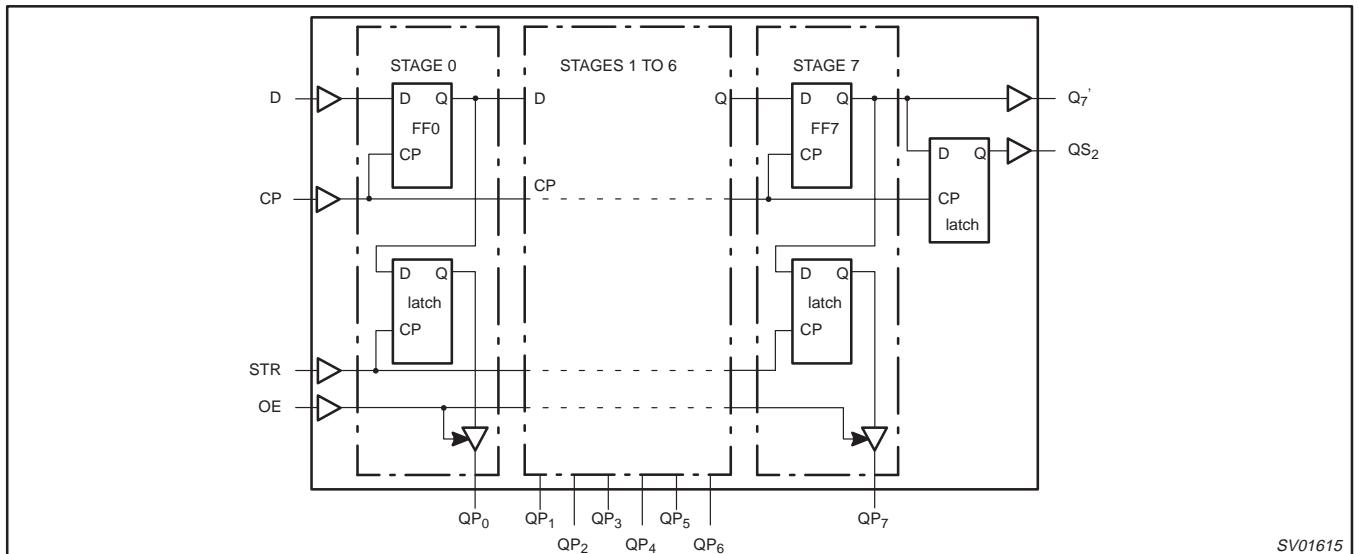 STAGE 0
STAGES 1 TO 6
STAGE 7
D
D Q
D
Q
D Q
Q7'
FF0
FF7
CP
CP
D Q
QS2
CP
CP
CP
latch
D Q
D Q
latch
latch
CP
CP
STR
OE
QP0
QP1
QP3
QP5
QP7
QP2
QP4
QP6
SV01615